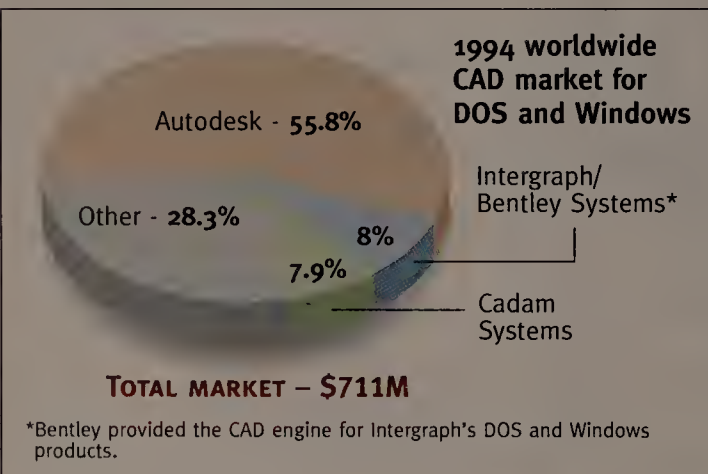 1994 worldwide
CAD market for
DOS and Windows
Autodesk - 55.8%
Intergraph/
Bentley Systems*
Other - 28.3%
8%
7.9%
Cadam
Systems
TOTAL MARKET – $711M
*Bentley provided the CAD engine for Intergraph's DOS and Windows
products.